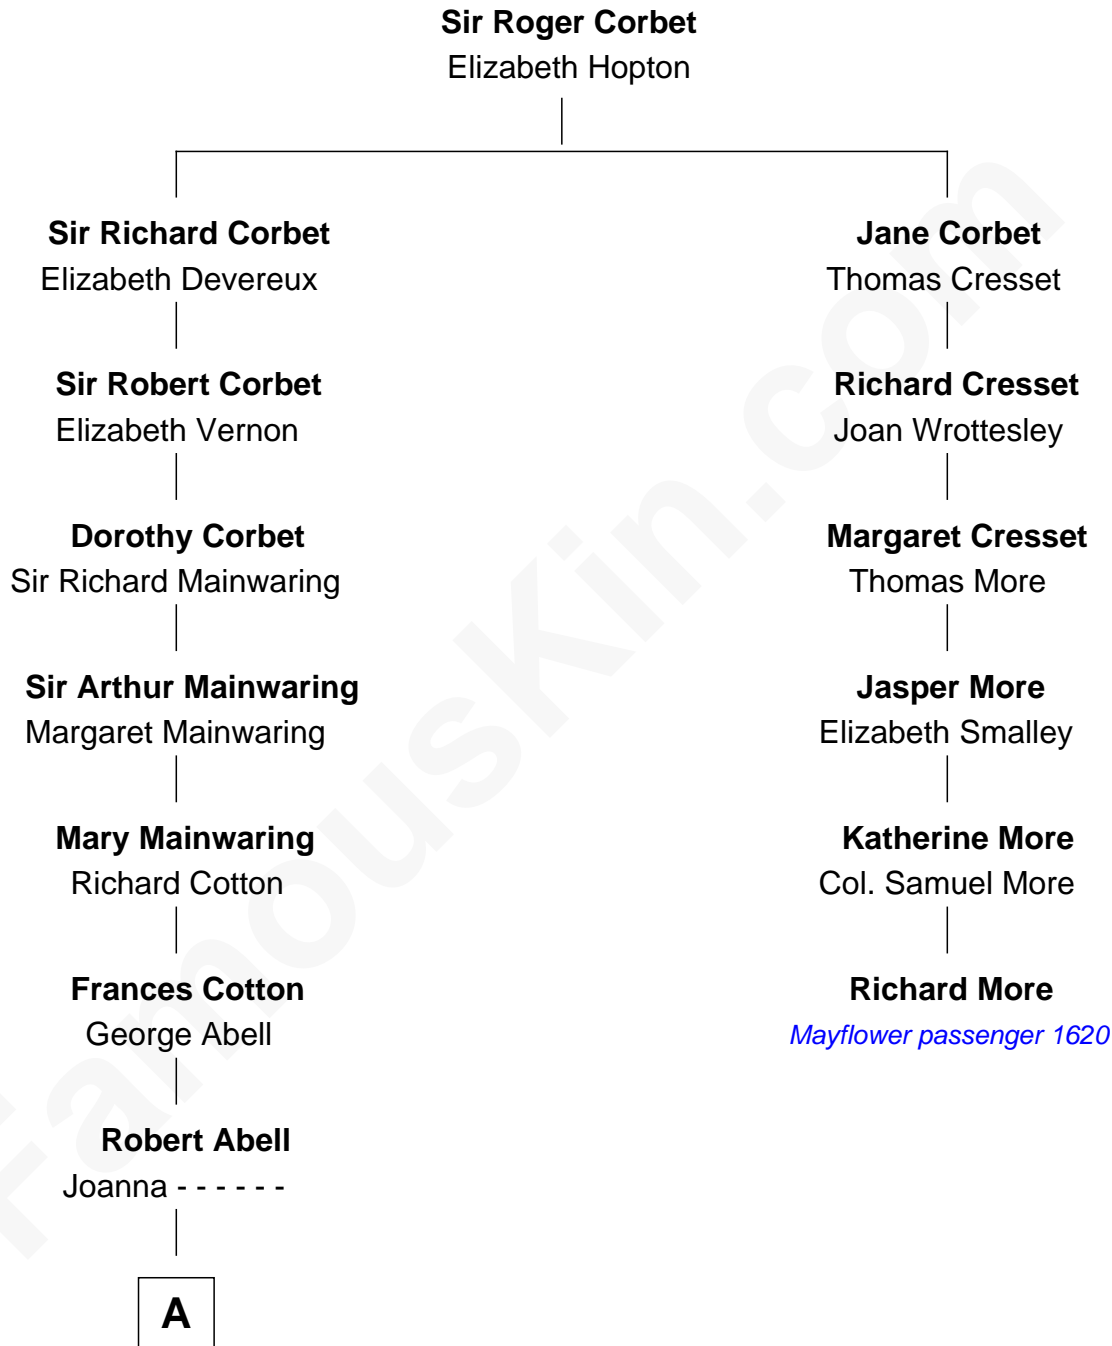 Sir Roger Corbet
Elizabeth Hopton
Sir Richard Corbet
Elizabeth Devereux
Sir Robert Corbet
Elizabeth Vernon
Dorothy Corbet
Sir Richard Mainwaring
Sir Arthur Mainwaring
Margaret Mainwaring
Mary Mainwaring
Richard Cotton
Frances Cotton
George Abell
Robert Abell
Joanna - - - - - -
A
Jane Corbet
Thomas Cresset
Richard Cresset
Joan Wrottesley
Margaret Cresset
Thomas More
Jasper More
Elizabeth Smalley
Katherine More
Col. Samuel More
Richard More
Mayflower passenger 1620
FamousKin.com